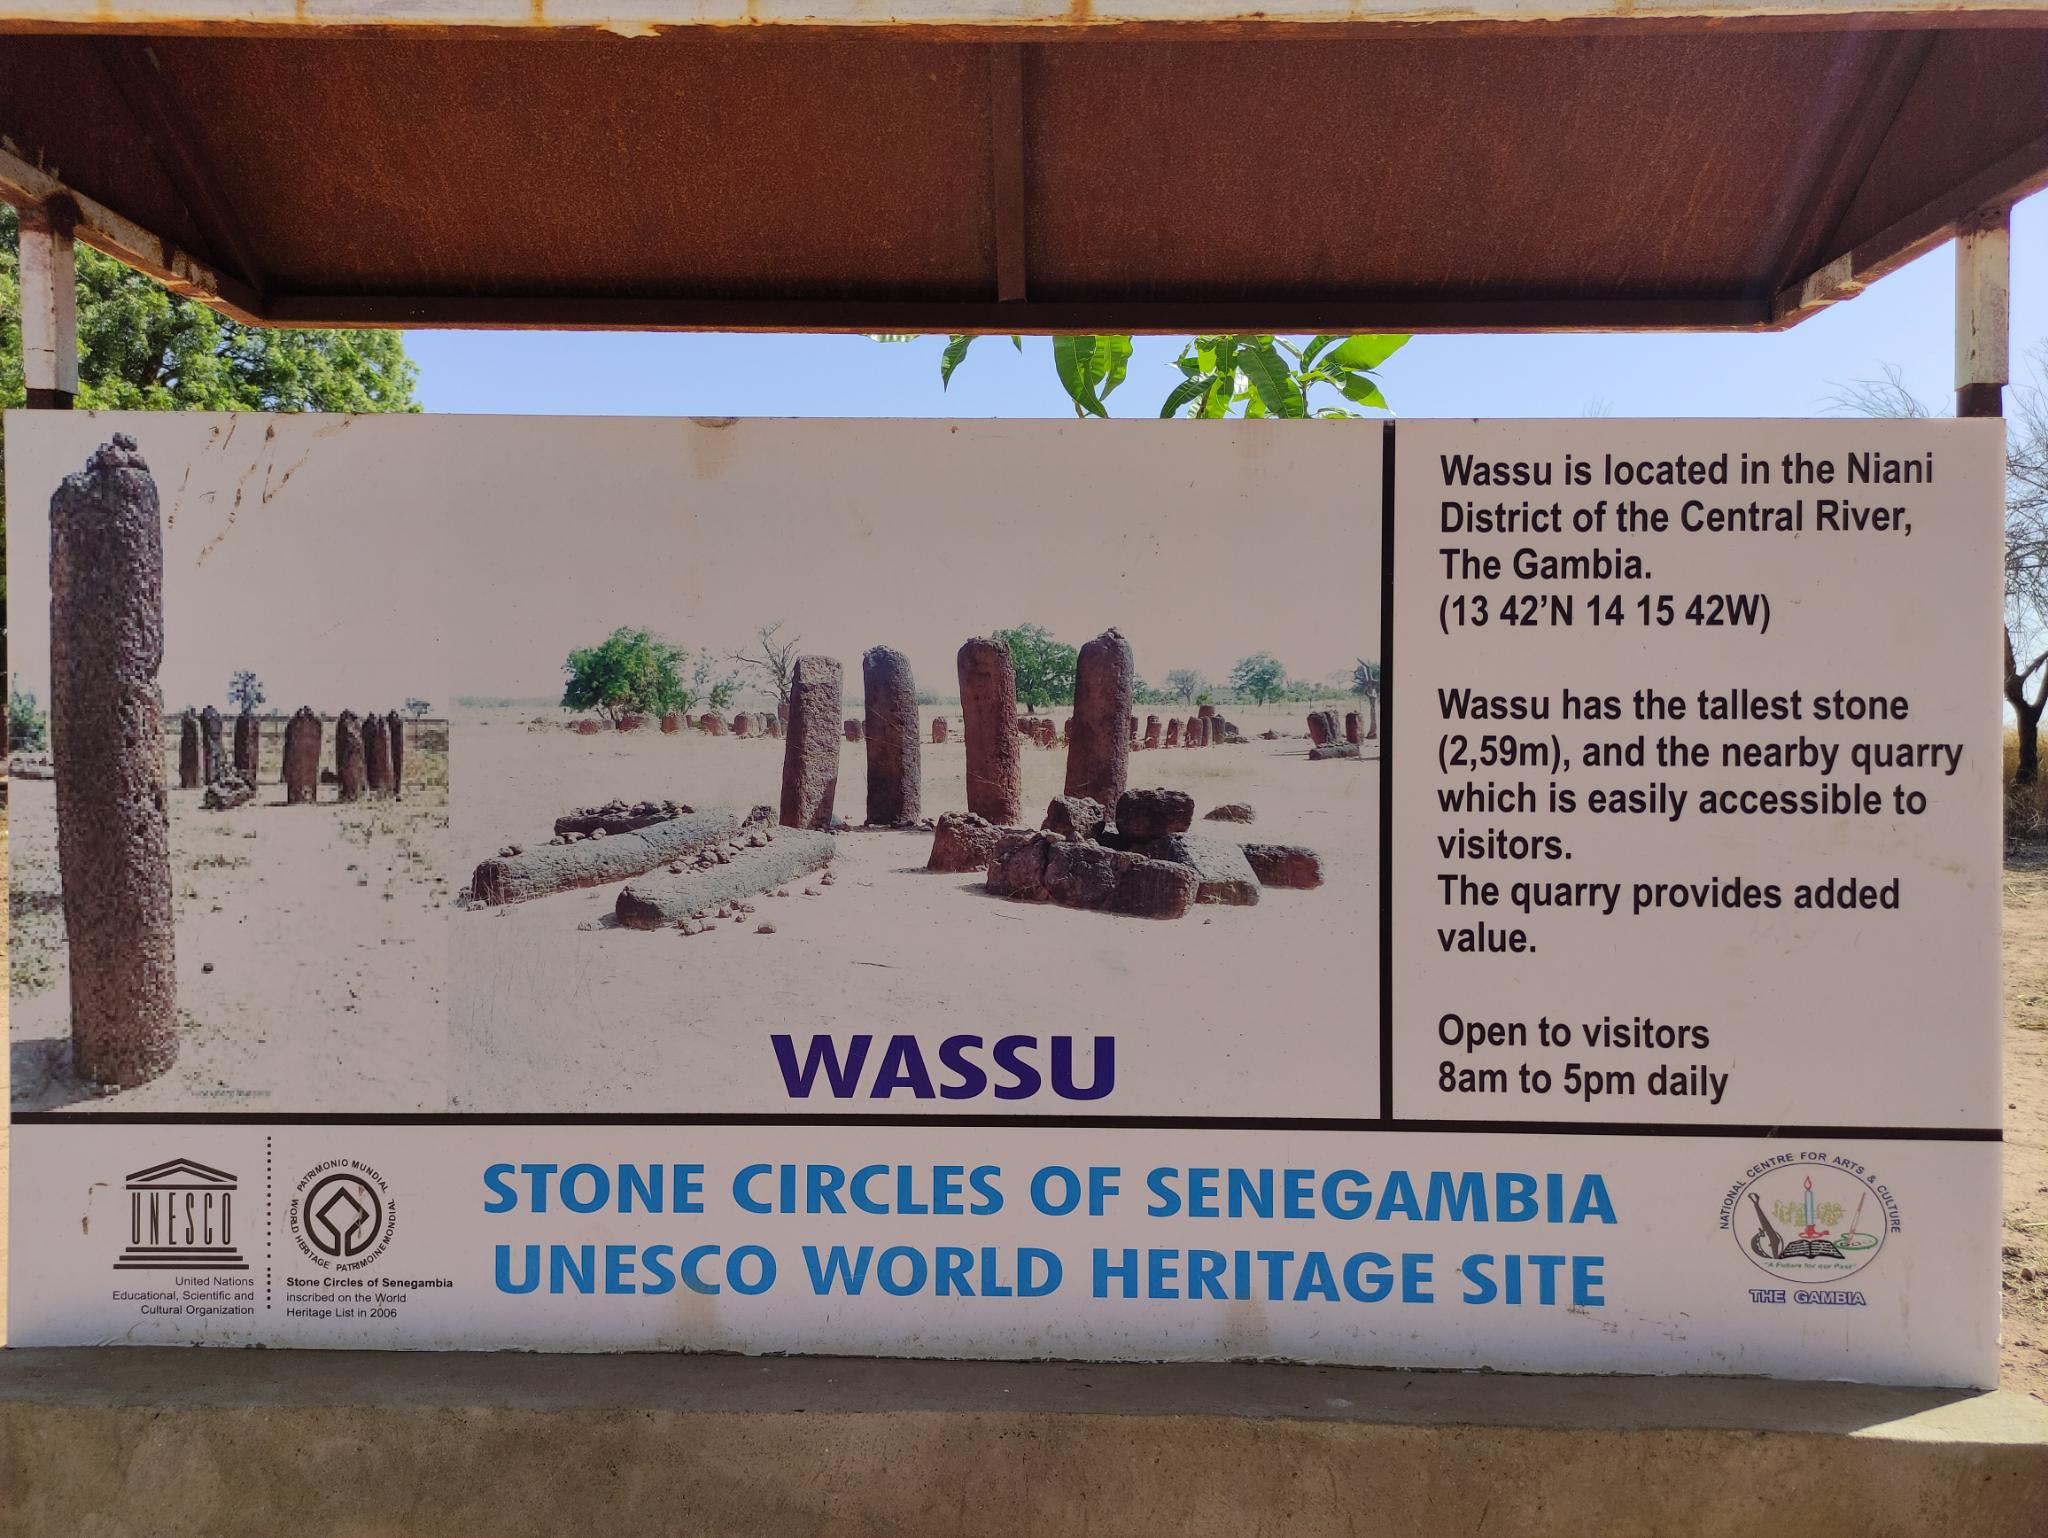 Wassu is located in the Niani
District of the Central River,
The Gambia.
(13 42’N 14 15 42W)
Wassu has the tallest stone
(2,59m), and the nearby quarry
which is easily accessible to
visitors.
The quarry provides added
value.
Open to visitors
8am to 5pm daily
WASSU
UNESCO
United Nations
Educational, Scientific and
Cultural Organization
PATRIMONIO MUNDIAL
WORLD HERITAGE
PATRIMOINE MONDIAL
Stone Circles of Senegambia
inscribed on the World
Heritage List in 2006
STONE CIRCLES OF SENEGAMBIA
UNESCO WORLD HERITAGE SITE
NATIONAL CENTRE FOR ARTS & CULTURE
"A Future for our Past"
THE GAMBIA